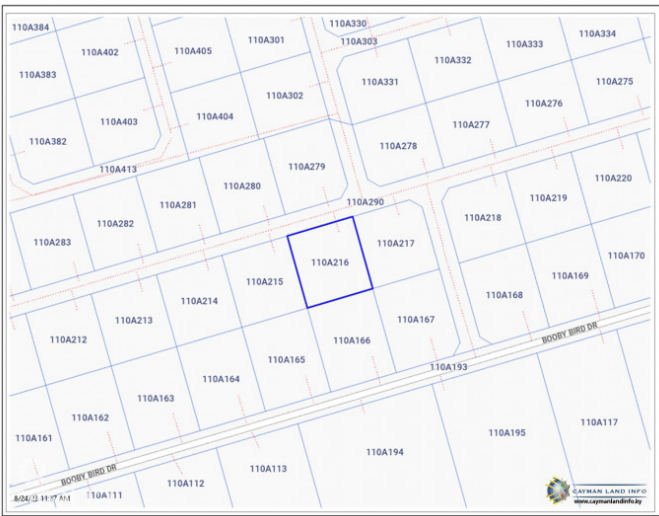 110A384
110A402
110A405
110A301
110A330
110A303
110A333
110A334
110A383
110A332
110A331
110A275
110A302
110A276
110A403
110A404
110A277
110A382
110A278
110A413
110A279
110A280
110A220
110A281
110A290
110A219
110A282
110A218
110A283
110A217
110A216
110A215
110A170
110A169
110A214
110A168
110A213
110A167
110A212
110A166
BOOBY BIRD DR
110A165
110A193
110A164
110A163
110A162
110A117
110A161
110A195
110A194
110A113
BOOBY BIRD DR
110A112
110A111
CAYMAN LAND INFO
www.caymanlandinfo.ky